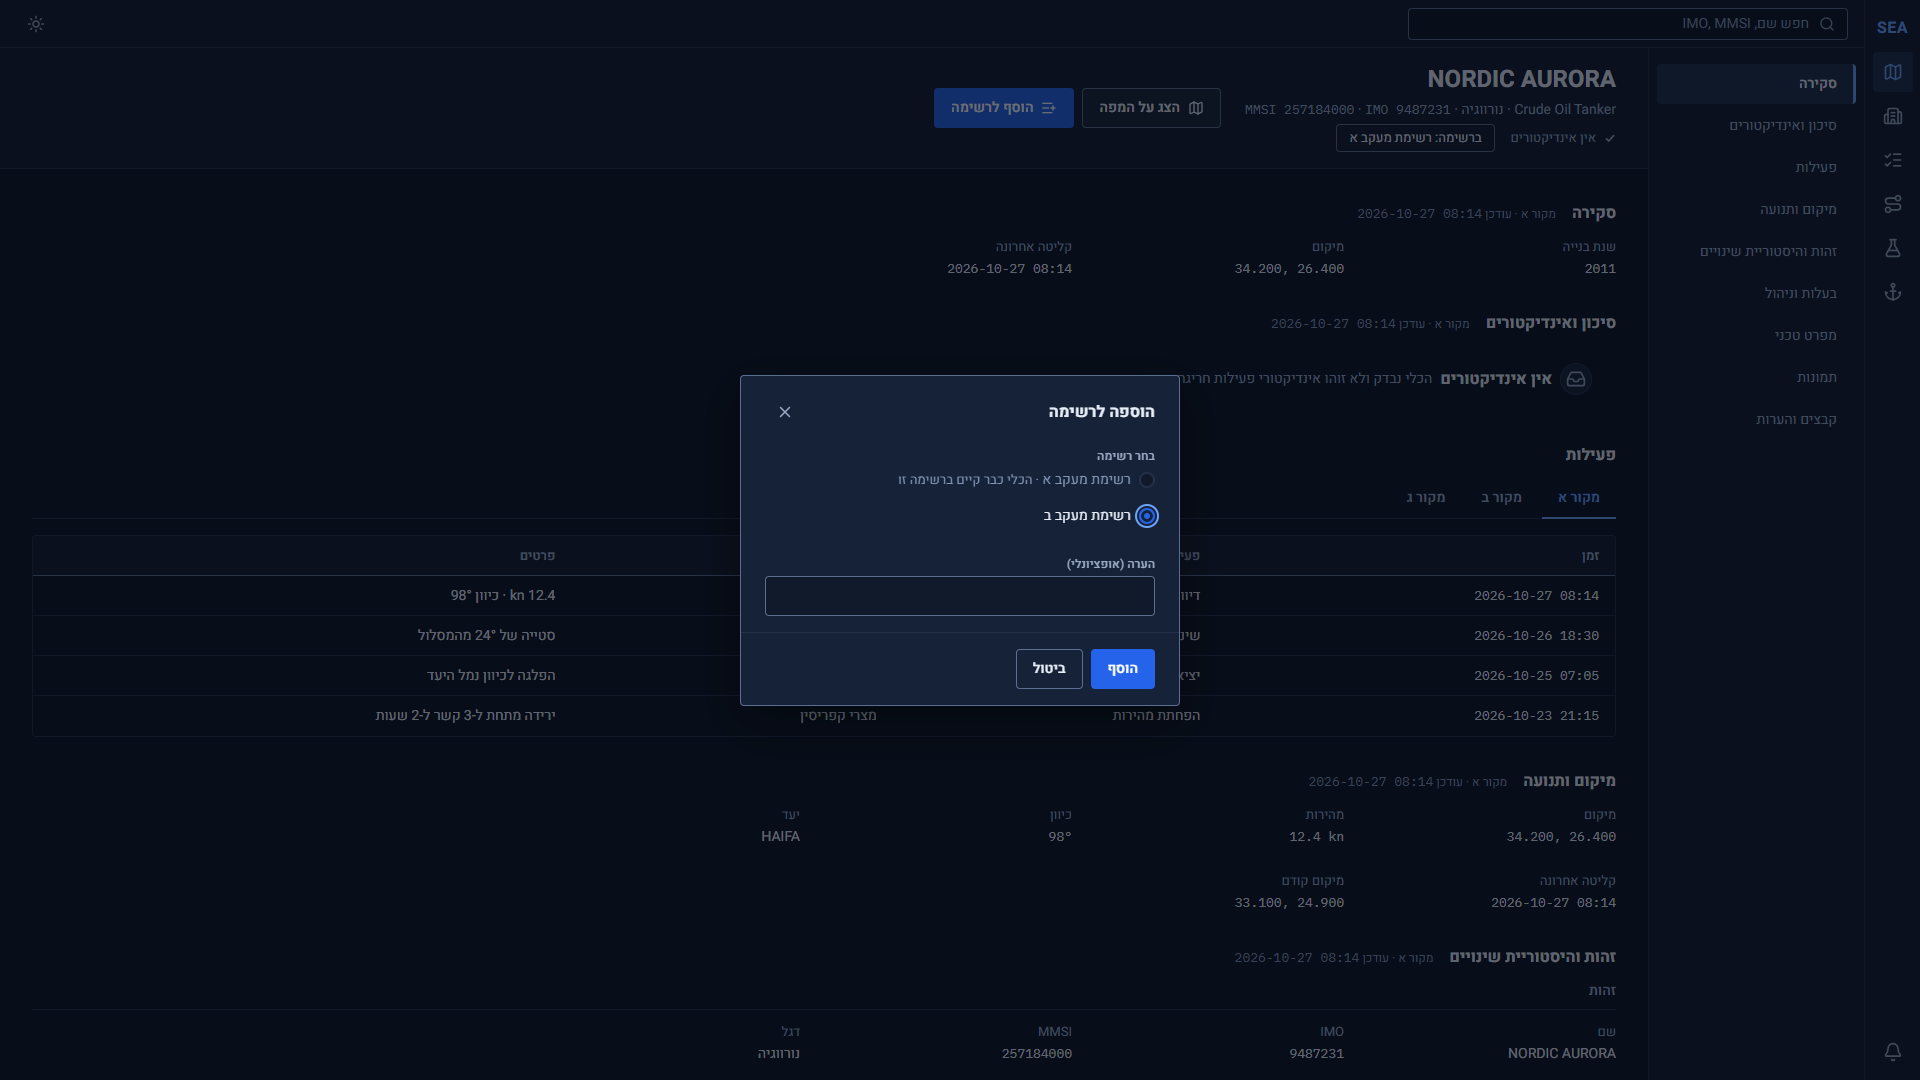 SEA
חפש שם, IMO, MMSI
סקירה
סיכון ואינדיקטורים
פעילות
מיקום ותנועה
זהות והיסטוריית שינויים
בעלות וניהול
מפרט טכני
תמונות
קבצים והערות
NORDIC AURORA
Crude Oil Tanker · נורווגיה · IMO 9487231 · MMSI 257184000
אין אינדיקטורים
ברשימה: רשימת מעקב א
הצג על המפה
הוסף לרשימה
סקירה מקור א · עודכן 2026-10-27 08:14
שנת בנייה מיקום קליטה אחרונה
2011 34.200, 26.400 2026-10-27 08:14
סיכון ואינדיקטורים מקור א · עודכן 2026-10-27 08:14
אין אינדיקטורים הכלי נבדק ולא זוהו אינדיקטורי פעילות חריגה
פעילות
מקור א מקור ב מקור ג
זמן פרטים
2026-10-27 08:14 12.4 kn · כיוון 98°
2026-10-26 18:30 סטייה של 24° מהמסלול
2026-10-25 07:05 הפלגה לכיוון נמל היעד
2026-10-23 21:15 הפחתת מהירות מצרי קפריסין ירידה מתחת ל-3 קשר ל-2 שעות
הוספה לרשימה
בחר רשימה
רשימת מעקב א · הכלי כבר קיים ברשימה זו
רשימת מעקב ב
הערה (אופציונלי)
הוסף ביטול
מיקום ותנועה מקור א · עודכן 2026-10-27 08:14
מיקום מהירות כיוון יעד
34.200, 26.400 12.4 kn 98° HAIFA
קליטה אחרונה מיקום קודם
2026-10-27 08:14 33.100, 24.900
זהות והיסטוריית שינויים מקור א · עודכן 2026-10-27 08:14
זהות
שם IMO MMSI דגל
NORDIC AURORA 9487231 257184000 נורווגיה